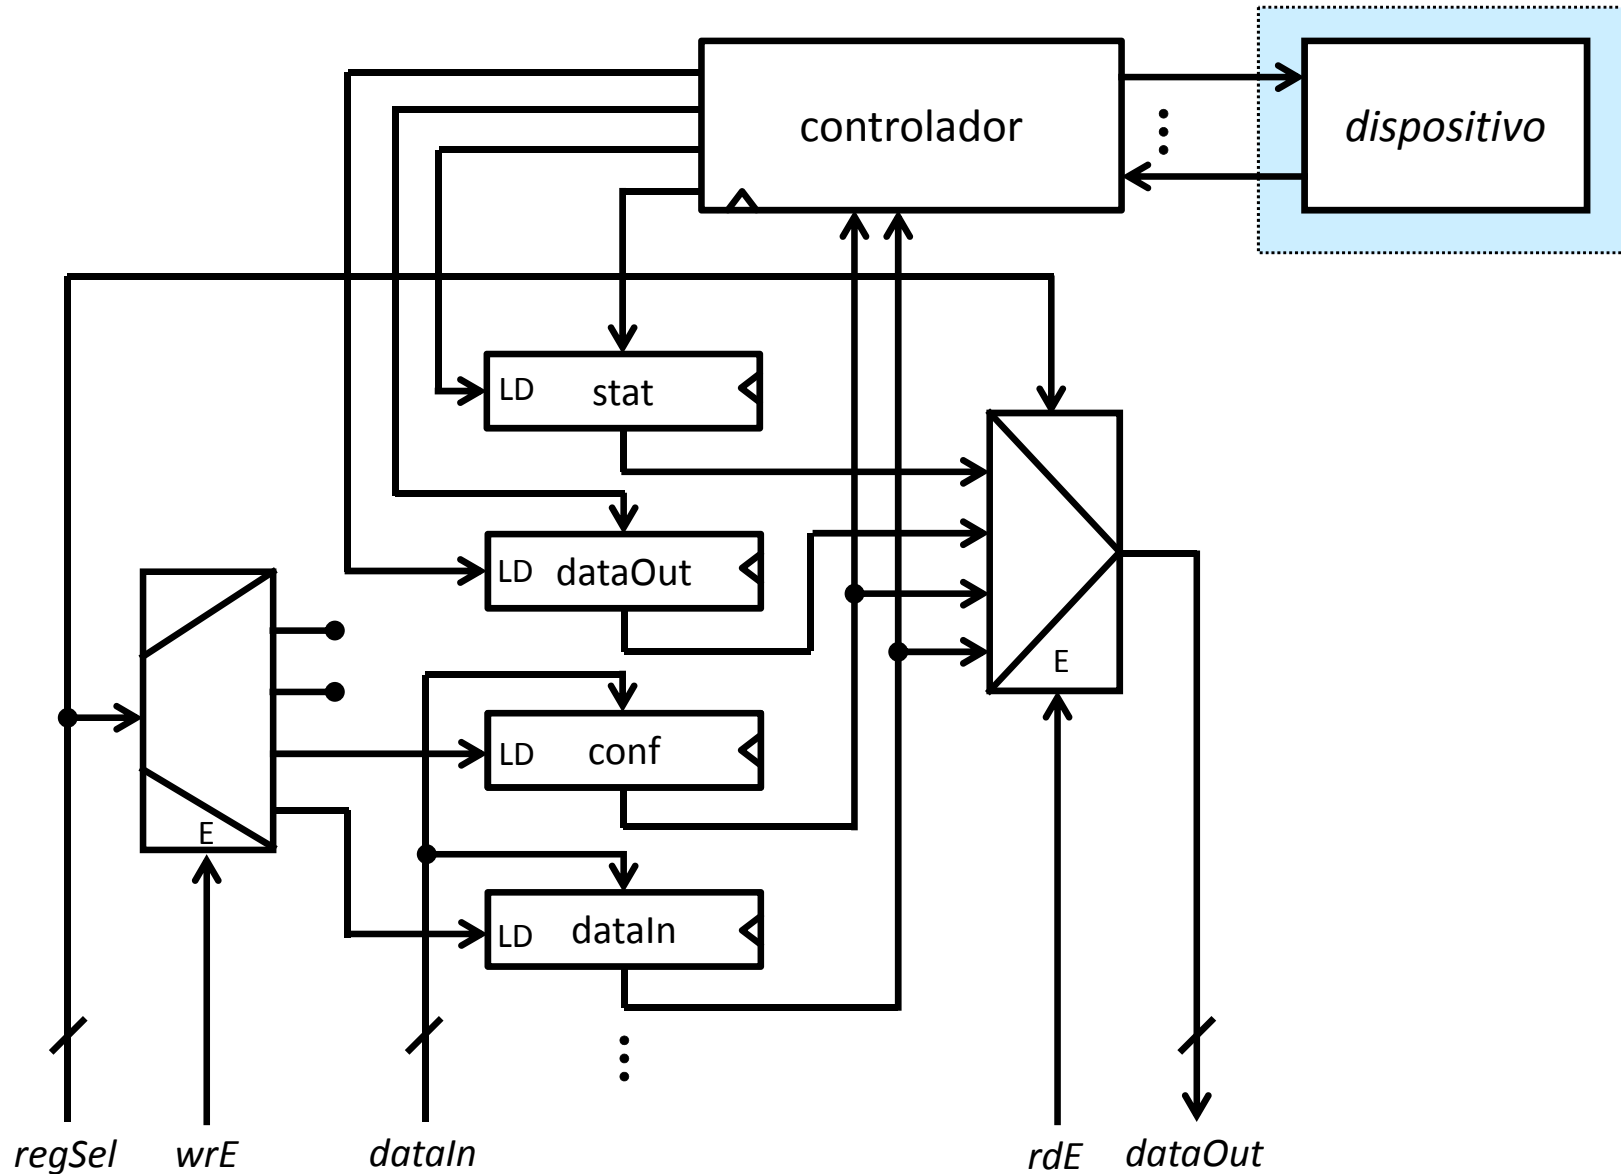 controlador
dispositivo
LD stat
LD dataOut
E
LD conf
E
LD dataIn
regSel wrE dataIn rdE dataOut